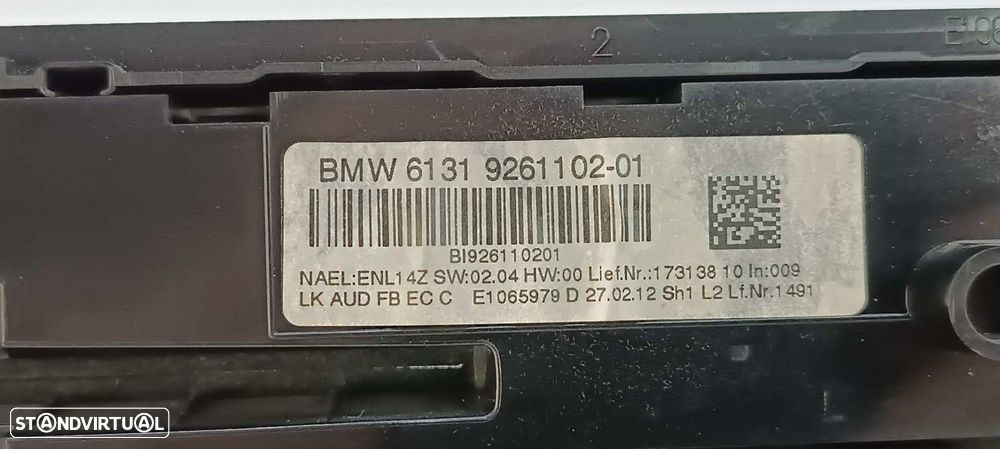 2
BMW 6131 9261102-01
BI926110201
NAEL:ENL14Z SW:02.04 HW:00 Lief.Nr.:173138 10 In:009
LK AUD FB EC C E1065979 D 27.02.12 Sh1 L2 Lf.Nr.1491
STANDVIRTUAL